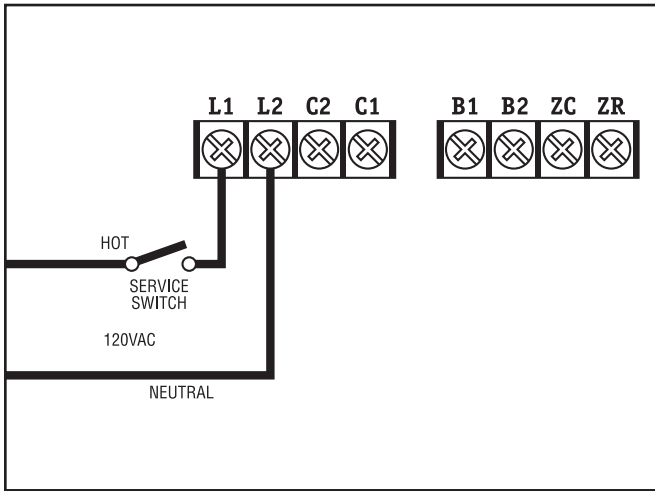 L1 L2 C2 C1 B1 B2 ZC ZR
HOT
SERVICE
SWITCH
120VAC
NEUTRAL